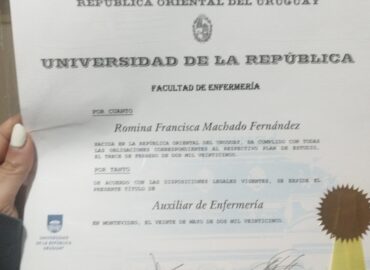 REPÚBLICA ORIENTAL DEL URUGUAY
UNIVERSIDAD DE LA REPÚBLICA
FACULTAD DE ENFERMERÍA
POR CUANTO
Romina Francisca Machado Fernández
NACIDA EN LA REPÚBLICA ORIENTAL DEL URUGUAY, HA CUMPLIDO CON TODAS
LAS OBLIGACIONES CORRESPONDIENTES AL RESPECTIVO PLAN DE ESTUDIO,
EL TRECE DE FEBRERO DE DOS MIL VEINTICINCO.
POR TANTO
DE ACUERDO CON LAS DISPOSICIONES LEGALES VIGENTES, SE EXPIDE EL
PRESENTE TÍTULO DE
Auxiliar de Enfermería
EN MONTEVIDEO, EL VEINTE DE MAYO DE DOS MIL VEINTICINCO.
UNIVERSIDAD
DE LA REPÚBLICA
URUGUAY